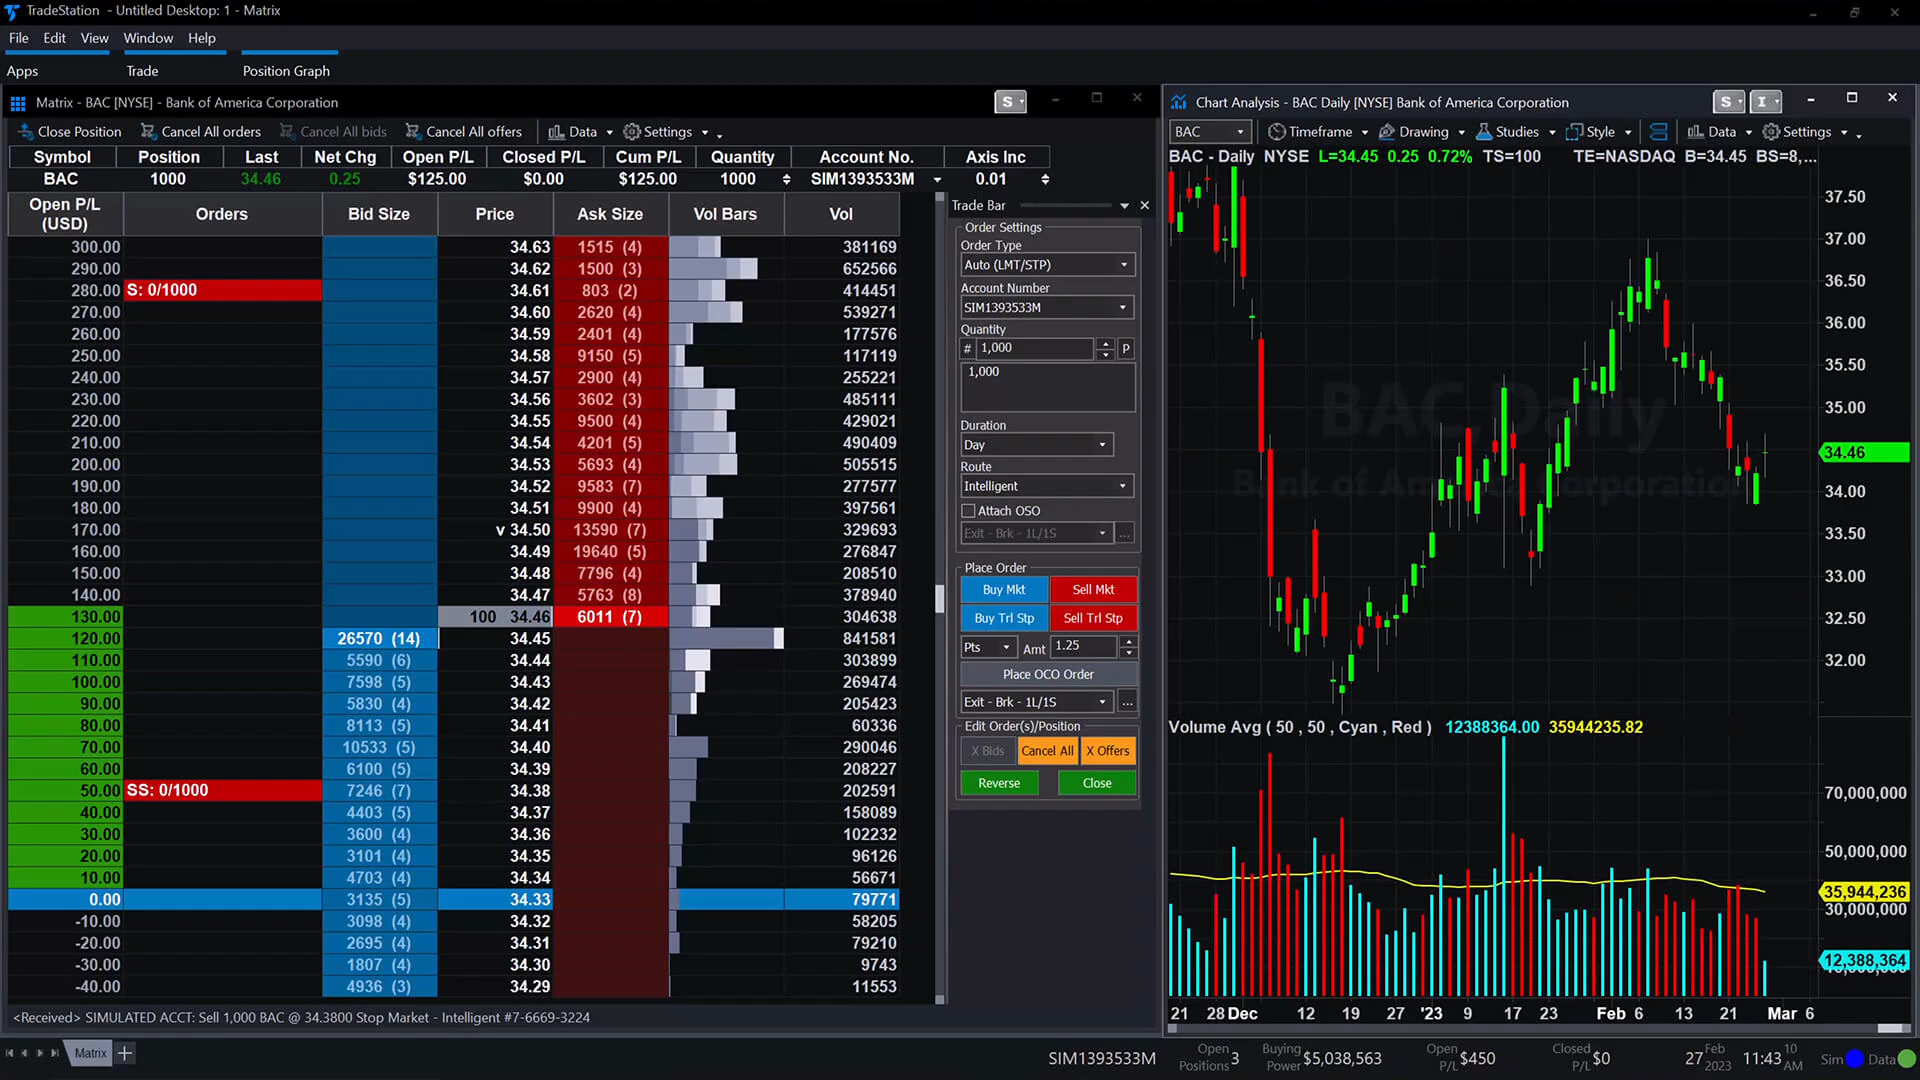 TradeStation - Untitled Desktop: 1 - Matrix
File Edit View Window Help
Apps Trade Position Graph
Matrix - BAC [NYSE] - Bank of America Corporation S
Close Position Cancel All orders Cancel All bids Cancel All offers Data Settings
Symbol Position Last Net Chg Open P/L Closed P/L Cum P/L Quantity Account No. Axis Inc
BAC 1000 34.46 0.25 $125.00 $0.00 $125.00 1000 SIM1393533M 0.01
Open P/L (USD) Orders Bid Size Price Ask Size Vol Bars Vol
300.00 34.63 1515 (4) 381169
290.00 34.62 1500 (3) 652566
280.00 S: 0/1000 34.61 803 (2) 414451
270.00 34.60 2620 (4) 539271
260.00 34.59 2401 (4) 177576
250.00 34.58 9150 (5) 117119
240.00 34.57 2900 (4) 255221
230.00 34.56 3602 (3) 485111
220.00 34.55 9500 (4) 429021
210.00 34.54 4201 (5) 490409
200.00 34.53 5693 (4) 505515
190.00 34.52 9583 (7) 277577
180.00 34.51 9900 (4) 397561
170.00 v 34.50 13590 (7) 329693
160.00 34.49 19640 (5) 276847
150.00 34.48 7796 (4) 208510
140.00 34.47 5763 (8) 378940
130.00 100 34.46 6011 (7) 304638
120.00 26570 (14) 34.45 841581
110.00 5590 (6) 34.44 303899
100.00 7598 (5) 34.43 269474
90.00 5830 (4) 34.42 205423
80.00 8113 (5) 34.41 60336
70.00 10533 (5) 34.40 290046
60.00 6100 (5) 34.39 208227
50.00 SS: 0/1000 7246 (7) 34.38 202591
40.00 4403 (5) 34.37 158089
30.00 3600 (4) 34.36 102232
20.00 3101 (4) 34.35 96126
10.00 4703 (4) 34.34 56671
0.00 3135 (5) 34.33 79771
-10.00 3098 (4) 34.32 58205
-20.00 2695 (4) 34.31 79210
-30.00 1807 (4) 34.30 9743
-40.00 4936 (3) 34.29 11553
<Received> SIMULATED ACCT: Sell 1,000 BAC @ 34.3800 Stop Market - Intelligent #7-6669-3224
Trade Bar
Order Settings
Order Type
Auto (LMT/STP)
Account Number
SIM1393533M
Quantity
# 1,000 P
1,000
Duration
Day
Route
Intelligent
Attach OSO
Exit - Brk - 1L/1S ...
Place Order
Buy Mkt Sell Mkt
Buy Trl Stp Sell Trl Stp
Pts Amt 1.25
Place OCO Order
Exit - Brk - 1L/1S ...
Edit Order(s)/Position
X Bids Cancel All X Offers
Reverse Close
Chart Analysis - BAC Daily [NYSE] Bank of America Corporation S I
BAC Timeframe Drawing Studies Style Data Settings
BAC - Daily NYSE L=34.45 0.25 0.72% TS=100 TE=NASDAQ B=34.45 BS=8,...
BAC,Daily
Bank of America Corporation
37.50
37.00
36.50
36.00
35.50
35.00
34.46
34.00
33.50
33.00
32.50
32.00
Volume Avg ( 50 , 50 , Cyan , Red ) 12388364.00 35944235.82
70,000,000
50,000,000
35,944,236
30,000,000
12,388,364
21 28 Dec 12 19 27 '23 9 17 23 Feb 6 13 21 Mar 6
Matrix
SIM1393533M Open Positions 3 Buying Power $5,038,563 Open P/L $450 Closed P/L $0 27 Feb 2023 11:43 10 AM Sim Data